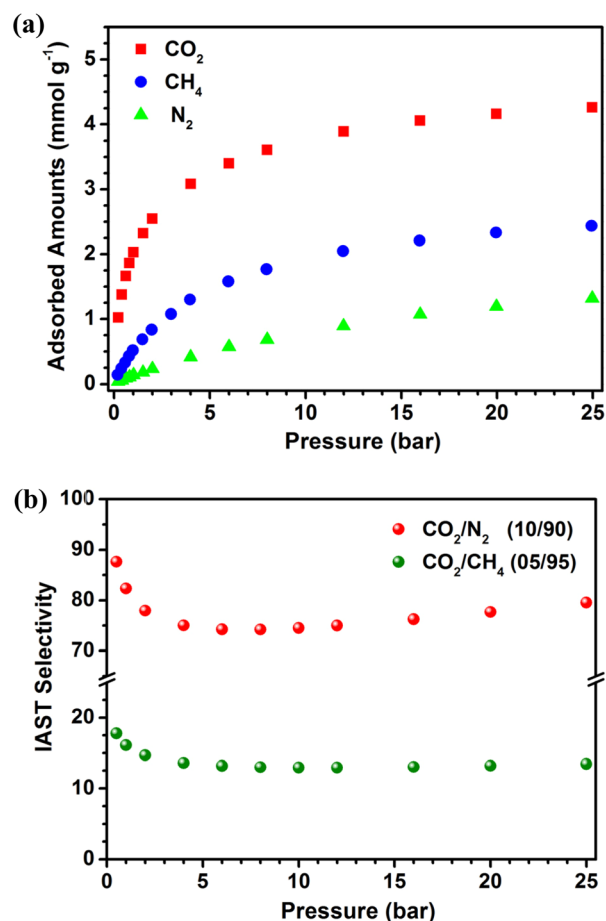 (a)
Adsorbed Amounts (mmol g⁻¹)
5
4
3
2
1
0
CO₂
CH₄
N₂
0 5 10 15 20 25
Pressure (bar)
(b)
IAST Selectivity
100
90
80
70
20
10
0
CO₂/N₂ (10/90)
CO₂/CH₄ (05/95)
0 5 10 15 20 25
Pressure (bar)